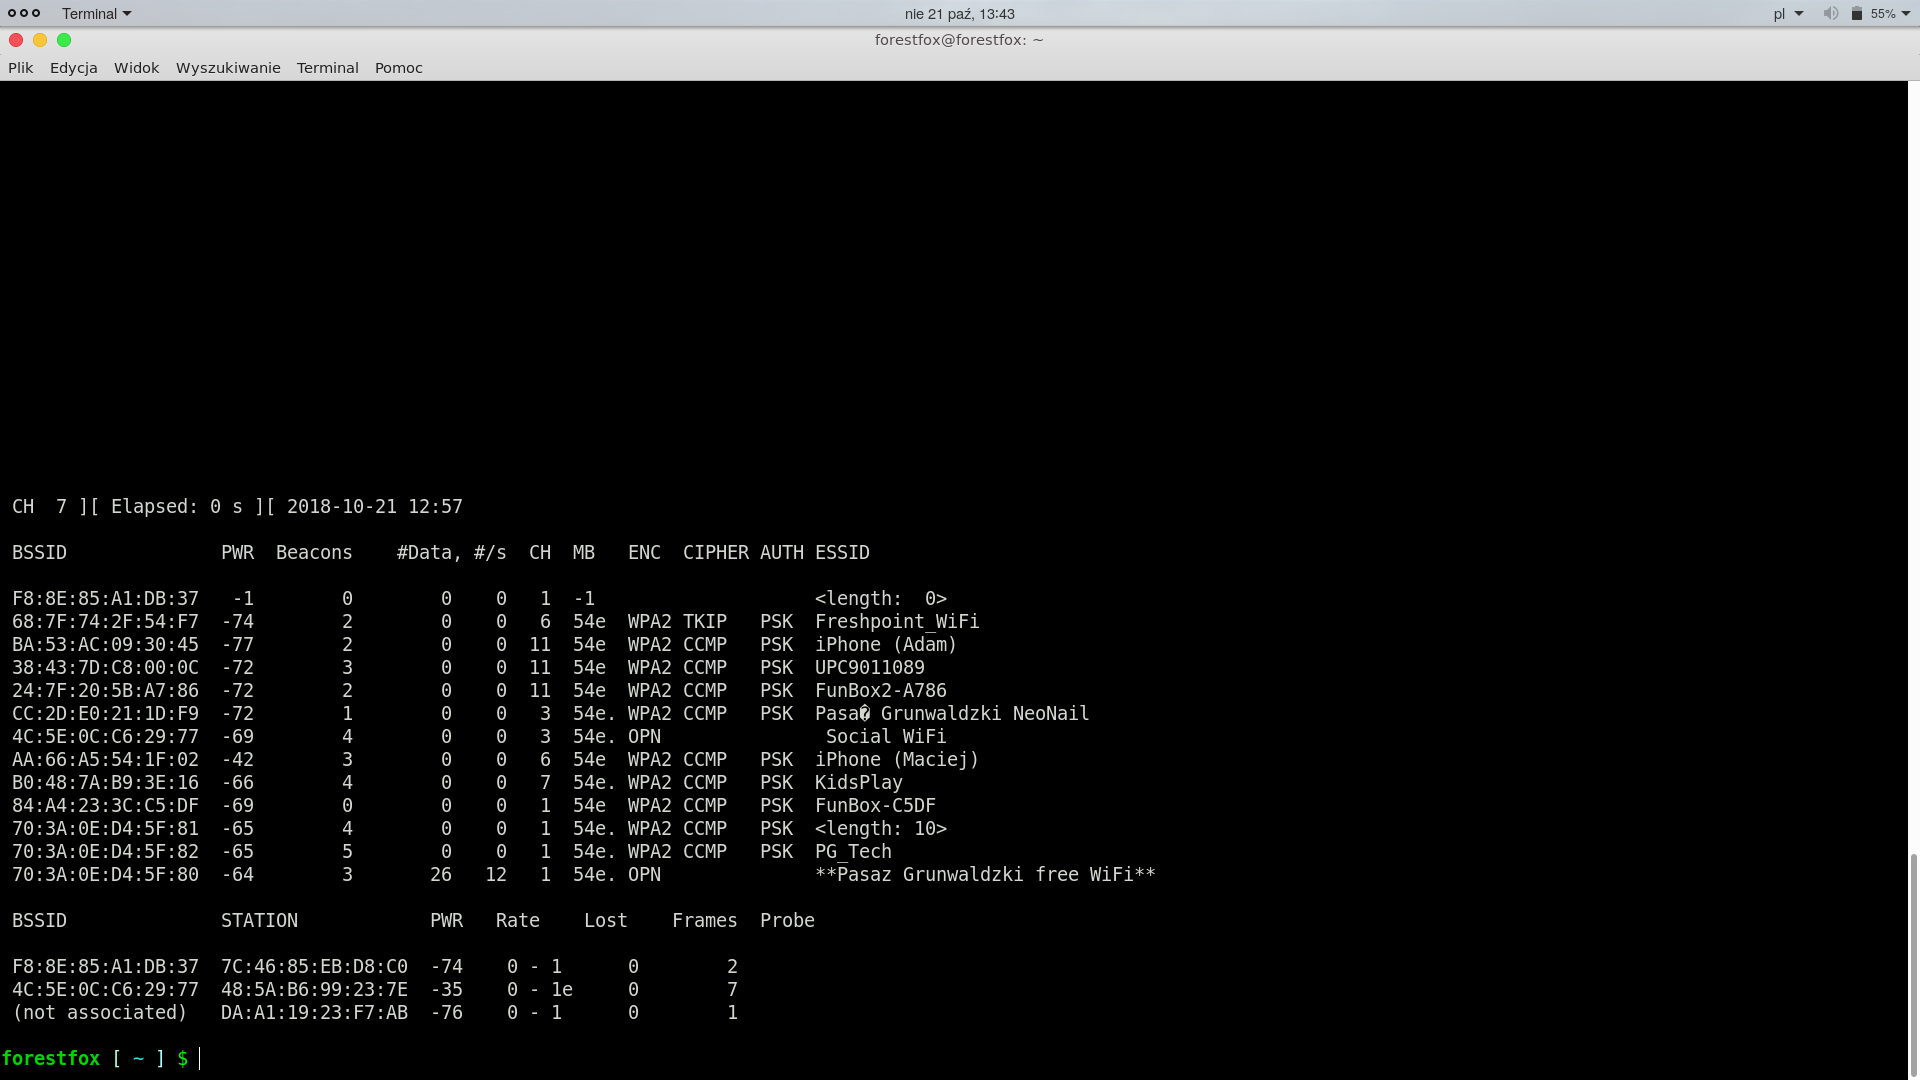 Terminal nie 21 paź, 13:43 pl 55%
forestfox@forestfox: ~
Plik Edycja Widok Wyszukiwanie Terminal Pomoc
CH  7 ][ Elapsed: 0 s ][ 2018-10-21 12:57
BSSID              PWR  Beacons    #Data, #/s  CH  MB   ENC  CIPHER AUTH ESSID
F8:8E:85:A1:DB:37   -1        0        0    0   1  -1                    <length:  0>
68:7F:74:2F:54:F7  -74        2        0    0   6  54e  WPA2 TKIP   PSK  Freshpoint_WiFi
BA:53:AC:09:30:45  -77        2        0    0  11  54e  WPA2 CCMP   PSK  iPhone (Adam)
38:43:7D:C8:00:0C  -72        3        0    0  11  54e  WPA2 CCMP   PSK  UPC9011089
24:7F:20:5B:A7:86  -72        2        0    0  11  54e  WPA2 CCMP   PSK  FunBox2-A786
CC:2D:E0:21:1D:F9  -72        1        0    0   3  54e. WPA2 CCMP   PSK  Pasa� Grunwaldzki NeoNail
4C:5E:0C:C6:29:77  -69        4        0    0   3  54e. OPN               Social WiFi
AA:66:A5:54:1F:02  -42        3        0    0   6  54e  WPA2 CCMP   PSK  iPhone (Maciej)
B0:48:7A:B9:3E:16  -66        4        0    0   7  54e. WPA2 CCMP   PSK  KidsPlay
84:A4:23:3C:C5:DF  -69        0        0    0   1  54e  WPA2 CCMP   PSK  FunBox-C5DF
70:3A:0E:D4:5F:81  -65        4        0    0   1  54e. WPA2 CCMP   PSK  <length: 10>
70:3A:0E:D4:5F:82  -65        5        0    0   1  54e. WPA2 CCMP   PSK  PG_Tech
70:3A:0E:D4:5F:80  -64        3       26   12   1  54e. OPN              **Pasaz Grunwaldzki free WiFi**
BSSID              STATION            PWR   Rate    Lost    Frames  Probe
F8:8E:85:A1:DB:37  7C:46:85:EB:D8:C0  -74    0 - 1      0        2
4C:5E:0C:C6:29:77  48:5A:B6:99:23:7E  -35    0 - 1e     0        7
(not associated)   DA:A1:19:23:F7:AB  -76    0 - 1      0        1
forestfox [ ~ ] $